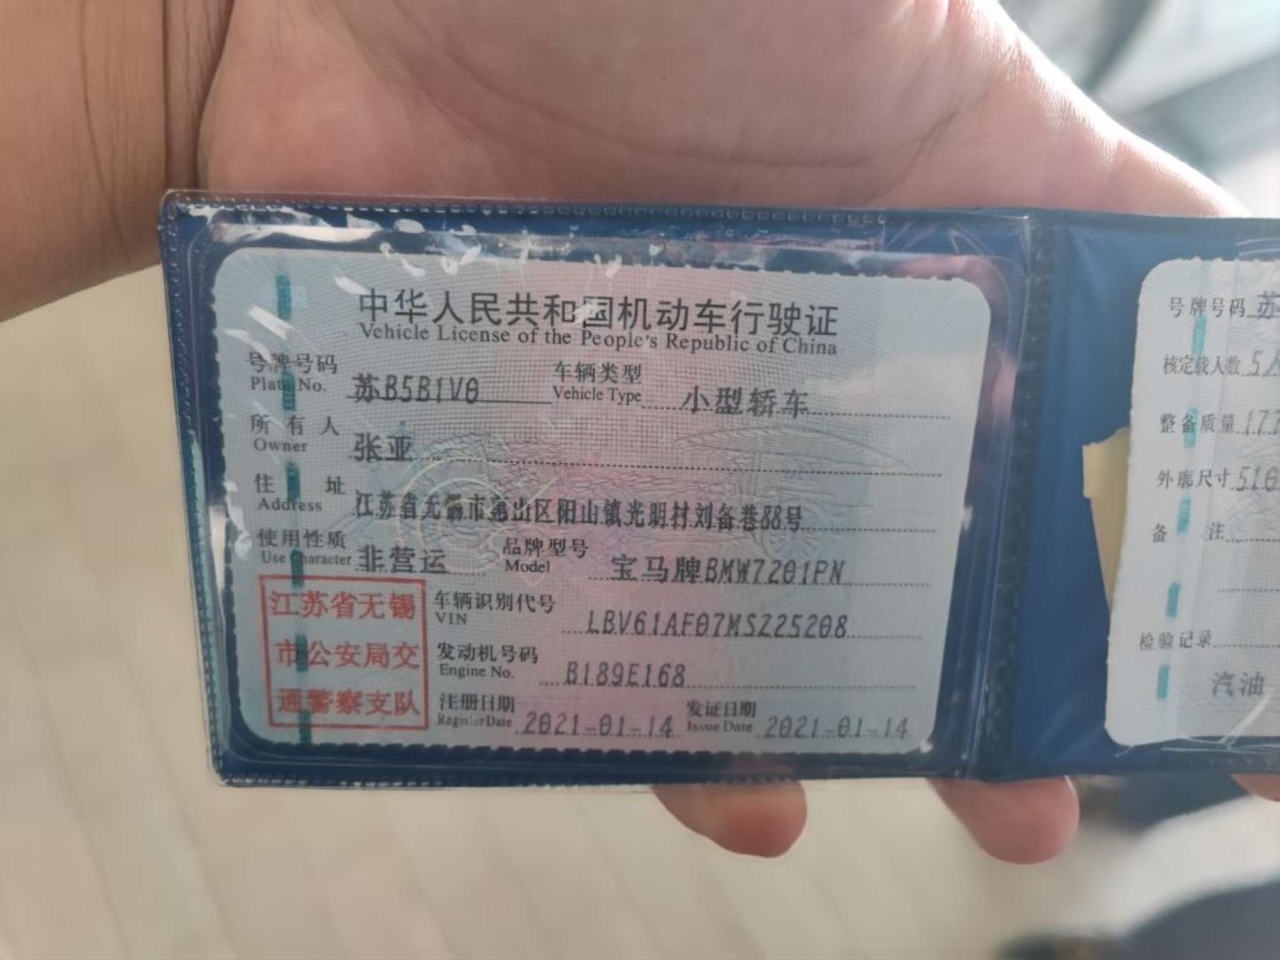 中华人民共和国机动车行驶证
Vehicle License of the People's Republic of China
号牌号码 苏B5B1V0 车辆类型 小型轿车
Plate No. Vehicle Type
所有人 张亚
Owner
住址 江苏省无锡市惠山区阳山镇光明村刘备巷88号
Address
使用性质 非营运 品牌型号 宝马牌BMW7201PN
Use Character Model
江苏省无锡
市公安局交
通警察支队
车辆识别代号 LBV61AF07MSZ25208
VIN
发动机号码 B189E168
Engine No.
注册日期 2021-01-14 发证日期 2021-01-14
Register Date Issue Date
号牌号码 苏
核定载人数 5人
整备质量 177
外廓尺寸 510
备注
检验记录
汽油